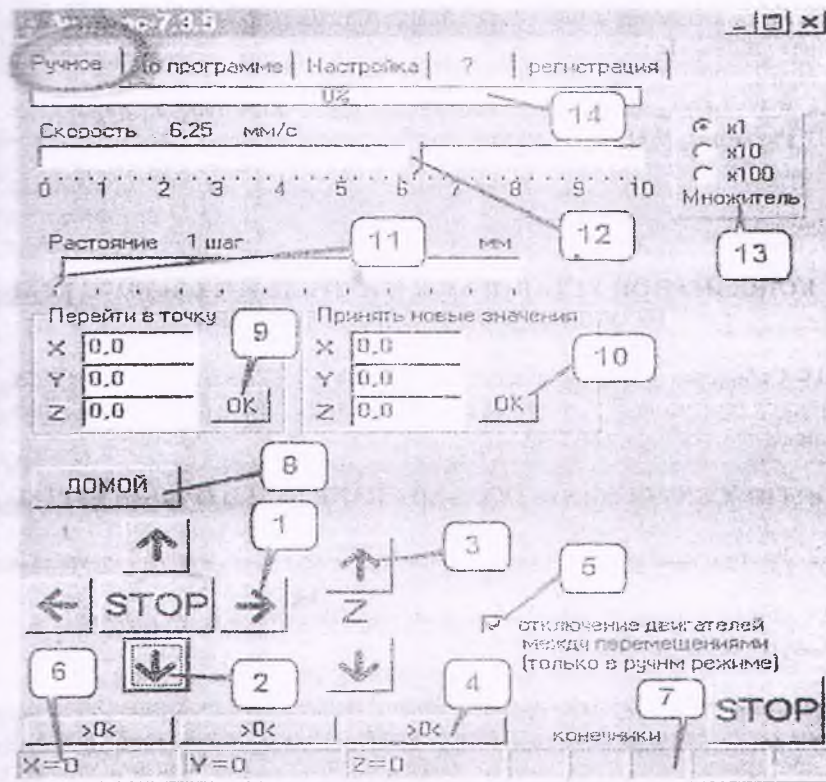 7.3.5
Ручное По программе Настройка ? регистрация
0%
14
Скорость 6,25 мм/с
x1
x10
x100
Множитель
0 1 2 3 4 5 6 7 8 9 10
12
13
Растояние 1 шаг мм
11
Перейти в точку
X 0,0
Y 0,0
Z 0,0
OK
9
Принять новые значения
X 0,0
Y 0,0
Z 0,0
OK
10
ДОМОЙ
8
1
3
5
STOP
Z
отключение двигателей
между перемещениями
(только в ручнм режиме)
6
2
4
7
STOP
>0< >0< >0<
конечники
X=0 Y=0 Z=0